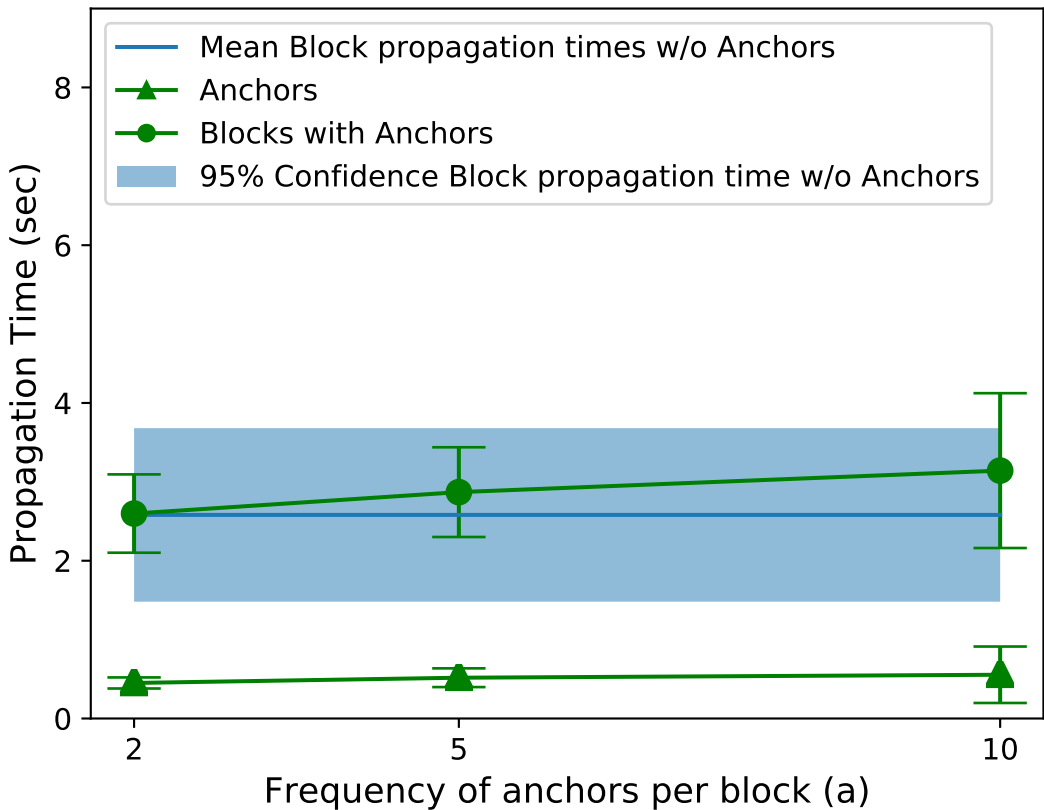 Mean Block propagation times w/o Anchors
Anchors
Blocks with Anchors
95% Confidence Block propagation time w/o Anchors
Propagation Time (sec)
8
6
4
2
0
2 5 10
Frequency of anchors per block (a)